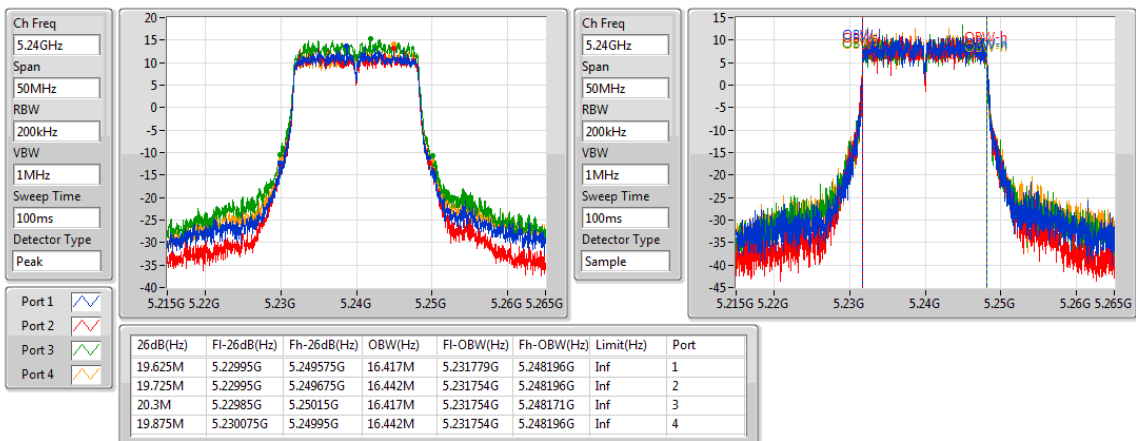 Ch Freq
5.24GHz
Span
50MHz
RBW
200kHz
VBW
1MHz
Sweep Time
100ms
Detector Type
Peak
20
15
10
5
0
-5
-10
-15
-20
-25
-30
-35
-40
5.215G 5.22G 5.23G 5.24G 5.25G 5.26G 5.265G
Ch Freq
5.24GHz
Span
50MHz
RBW
200kHz
VBW
1MHz
Sweep Time
100ms
Detector Type
Sample
15
10
5
0
-5
-10
-15
-20
-25
-30
-35
-40
-45
OBW-h
5.215G 5.22G 5.23G 5.24G 5.25G 5.26G 5.265G
Port 1
Port 2
Port 3
Port 4
26dB(Hz) Fl-26dB(Hz) Fh-26dB(Hz) OBW(Hz) Fl-OBW(Hz) Fh-OBW(Hz) Limit(Hz) Port
19.625M 5.22995G 5.249575G 16.417M 5.231779G 5.248196G Inf 1
19.725M 5.22995G 5.249675G 16.442M 5.231754G 5.248196G Inf 2
20.3M 5.22985G 5.25015G 16.417M 5.231754G 5.248171G Inf 3
19.875M 5.230075G 5.24995G 16.442M 5.231754G 5.248196G Inf 4